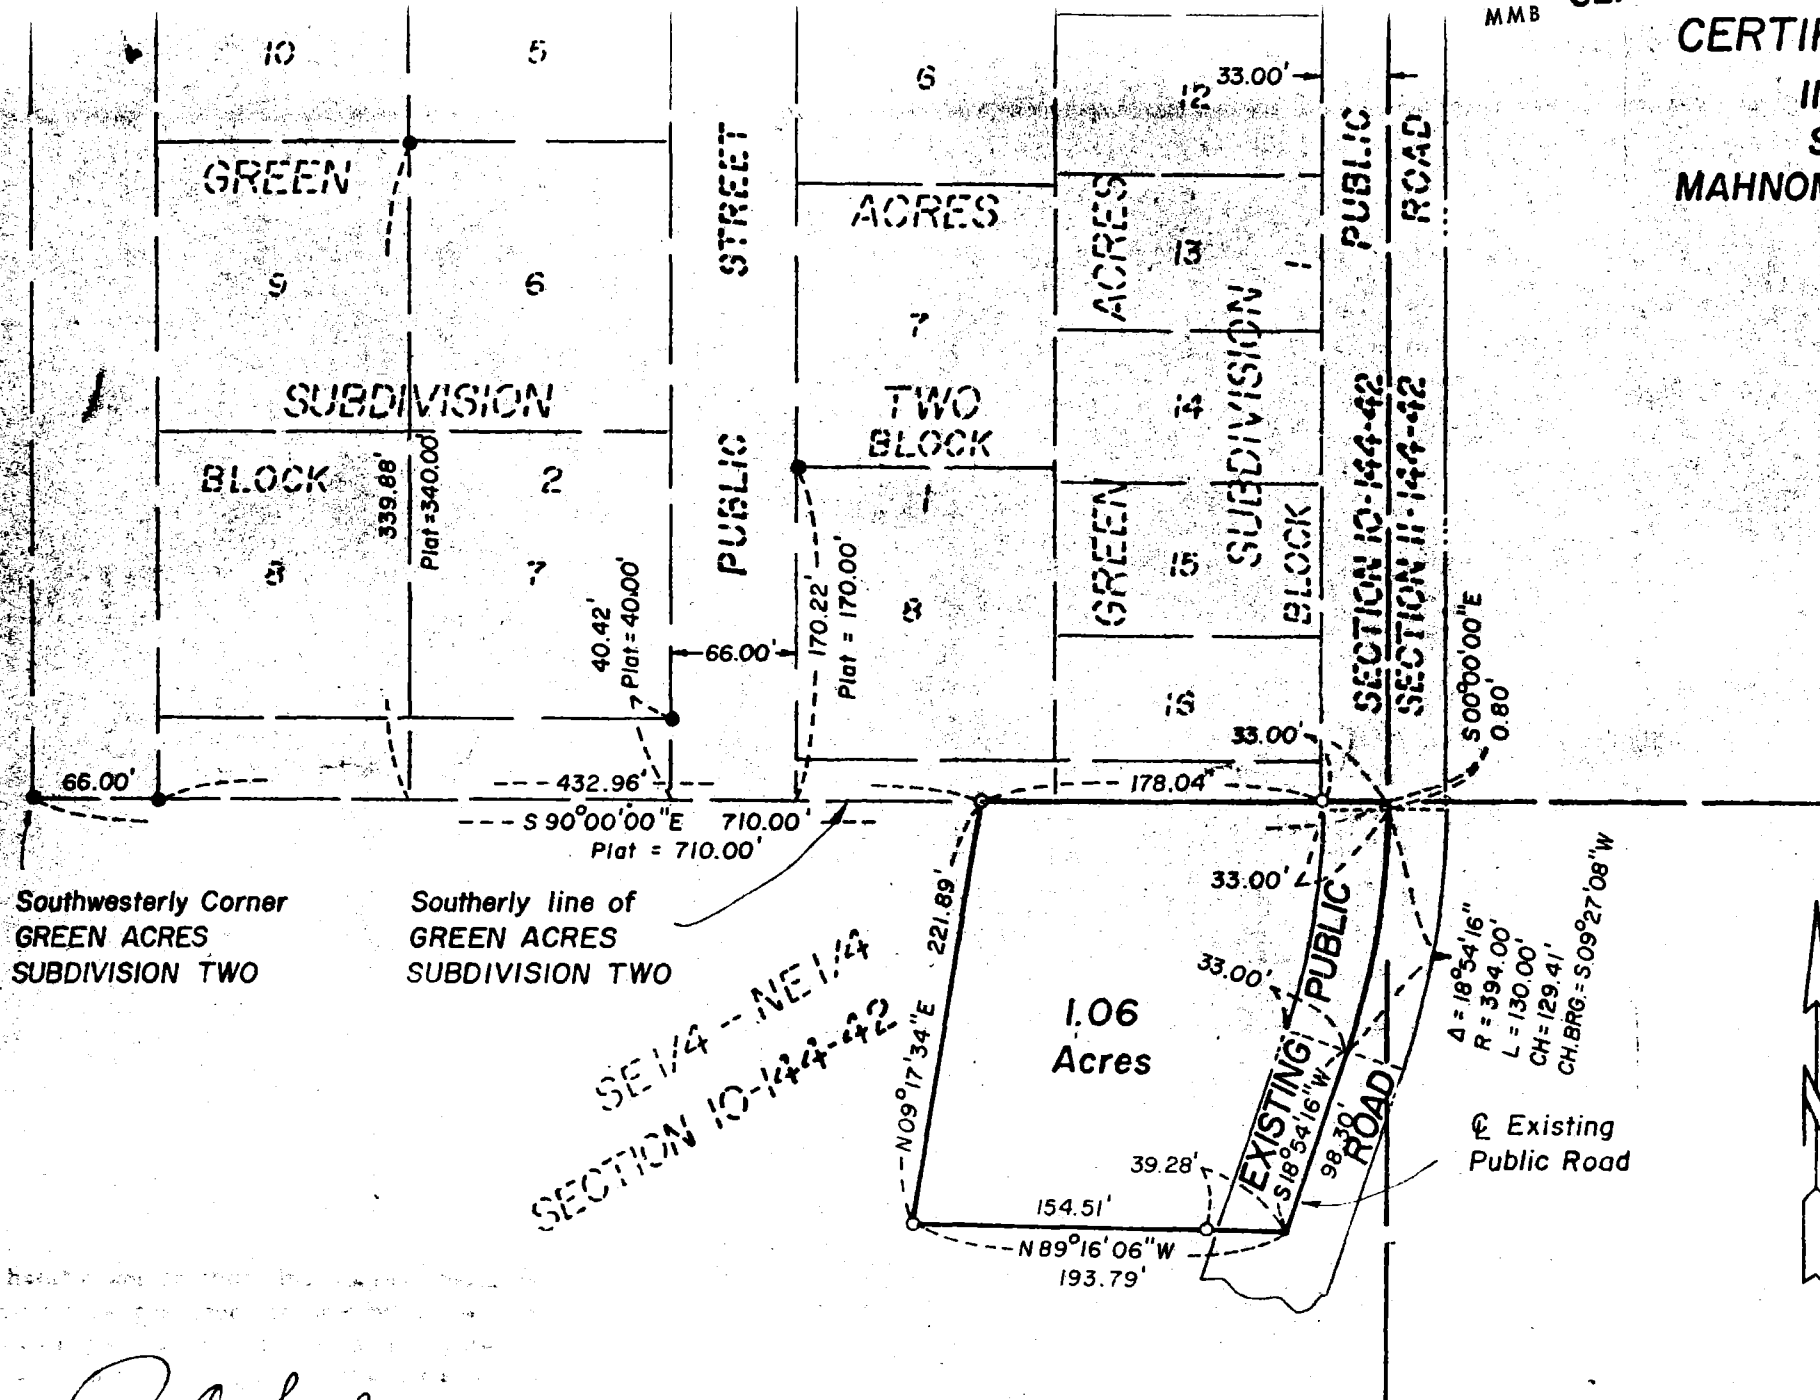 MMB
CERTIF
MAHNOM
10
5
6
12
33.00'
PUBLIC
ROAD
GREEN
STREET
ACRES
ACRES
13
1
9
6
7
SUBDIVISION
SUBDIVISION
TWO
14
BLOCK
BLOCK
2
1
339.88'
Plat=340.00'
PUBLIC
GREEN
BLOCK
SECTION 10-144-42
SECTION 11-144-42
8
7
8
15
40.42'
Plat=40.00'
66.00'
170.22'
Plat = 170.00'
16
33.00'
S00°00'00"E
0.80'
66.00'
432.96'
178.04'
S 90°00'00"E 710.00'
Plat = 710.00'
Southwesterly Corner
GREEN ACRES
SUBDIVISION TWO
Southerly line of
GREEN ACRES
SUBDIVISION TWO
221.89'
N09°17'34"E
33.00'
33.00'
EXISTING PUBLIC
ROAD
1.06
Acres
SE1/4--NE1/4
SECTION 10-144-42
Δ = 18°54'16"
R = 394.00'
L = 130.00'
CH = 129.41'
CH.BRG.= S.09°27'08"W
S18°54'16"W
98.30'
℄ Existing
Public Road
39.28'
154.51'
N89°16'06"W
193.79'